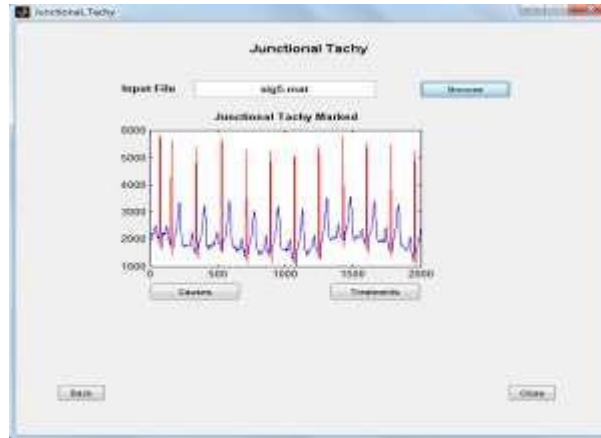 Junctional_Tachy
Junctional Tachy
Input File
sig5.mat
Browse
Junctional Tachy Marked
6000
5000
4000
3000
2000
1000
0
500
1000
1500
2000
Causes
Treatments
Back
Close